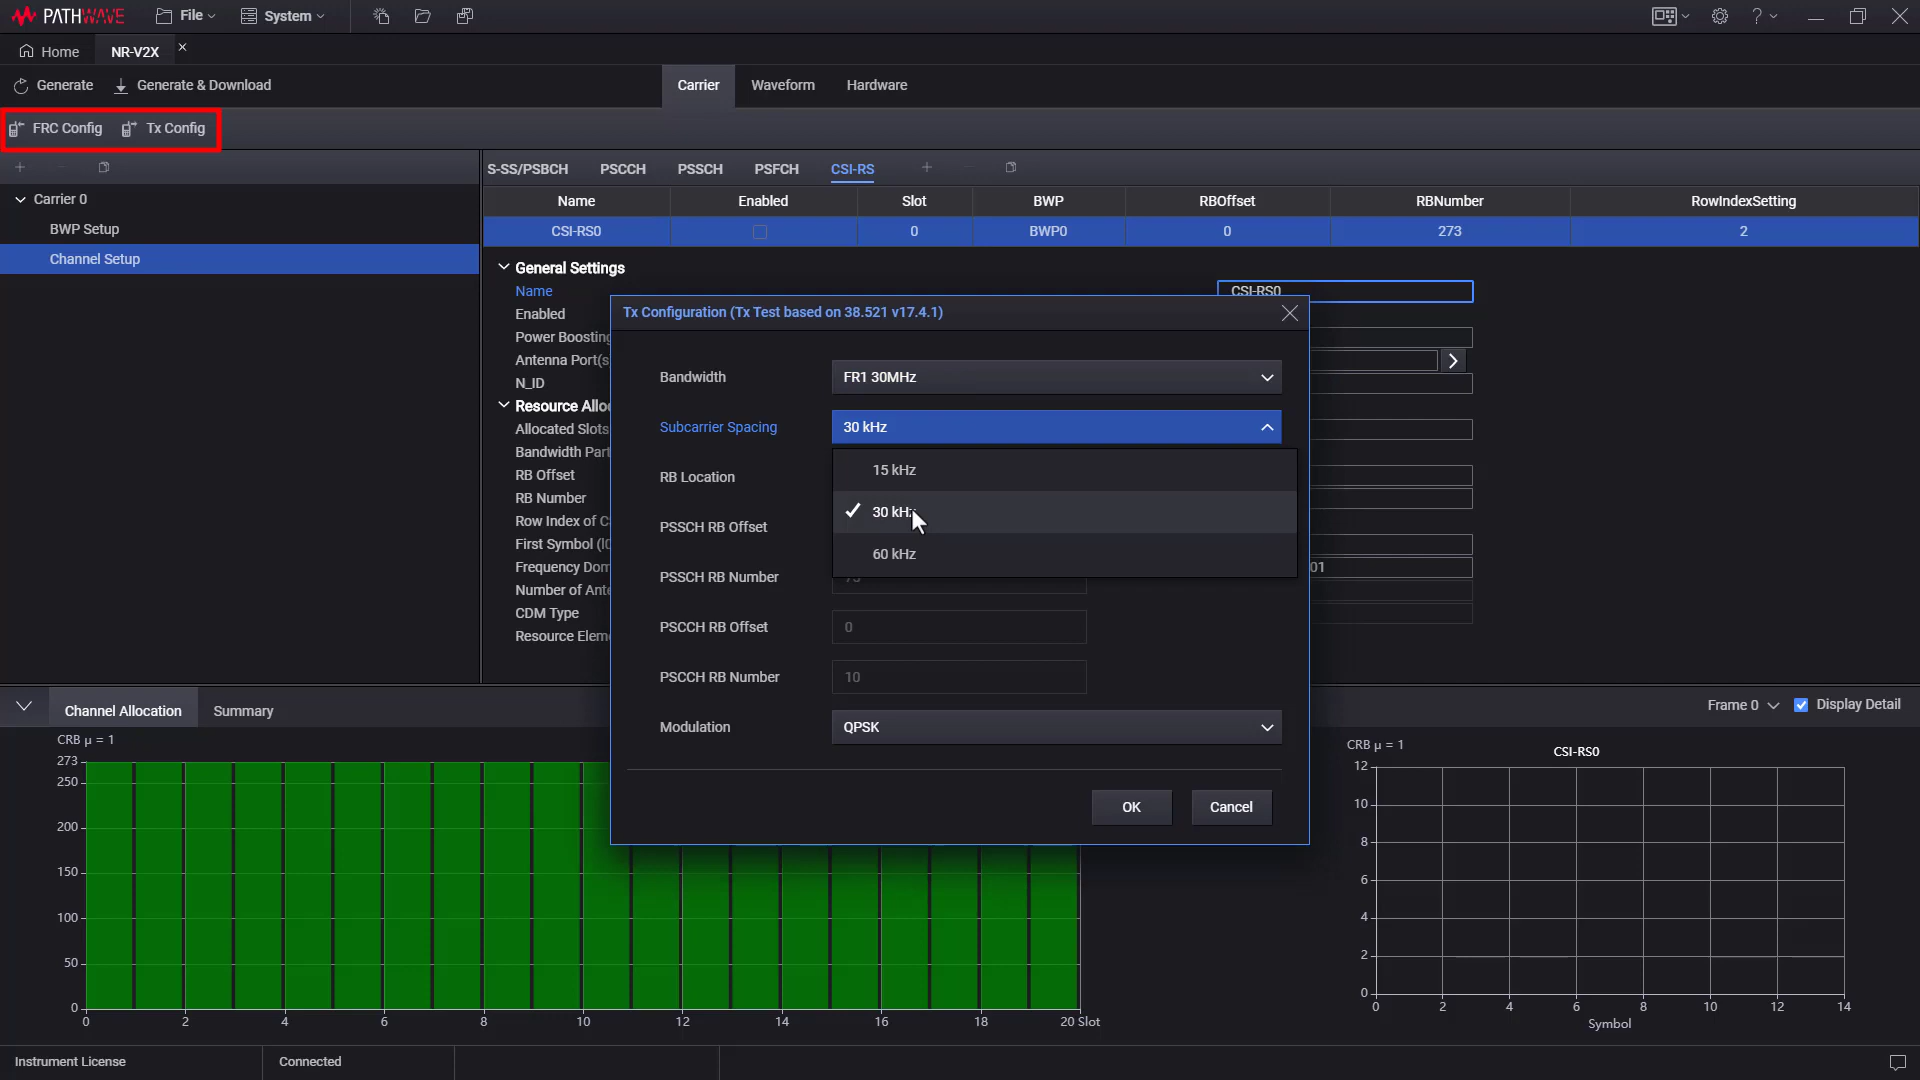 PATHWAVE File System
Home NR-V2X
Generate Generate & Download Carrier Waveform Hardware
FRC Config Tx Config
S-SS/PSBCH PSCCH PSSCH PSFCH CSI-RS
Carrier 0
BWP Setup
Channel Setup
Name Enabled Slot BWP RBOffset RBNumber RowIndexSetting
CSI-RS0 0 BWP0 0 273 2
General Settings
Name CSI-RS0
Enabled
Power Boosting
Antenna Port(s
N_ID
Resource Allo
Allocated Slots
Bandwidth Part
RB Offset
RB Number
Row Index of C
First Symbol (l0
Frequency Dom 01
Number of Ante
CDM Type
Resource Elem
Tx Configuration (Tx Test based on 38.521 v17.4.1)
Bandwidth FR1 30MHz
Subcarrier Spacing 30 kHz
15 kHz
30 kHz
60 kHz
RB Location
PSSCH RB Offset
PSSCH RB Number
PSCCH RB Offset 0
PSCCH RB Number 10
Modulation QPSK
OK Cancel
Channel Allocation Summary Frame 0 Display Detail
CRB μ = 1
273
250
200
150
100
50
0
0 2 4 6 8 10 12 14 16 18 20 Slot
CRB μ = 1 CSI-RS0
12
10
8
6
4
2
0
0 2 4 6 8 10 12 14
Symbol
Instrument License Connected